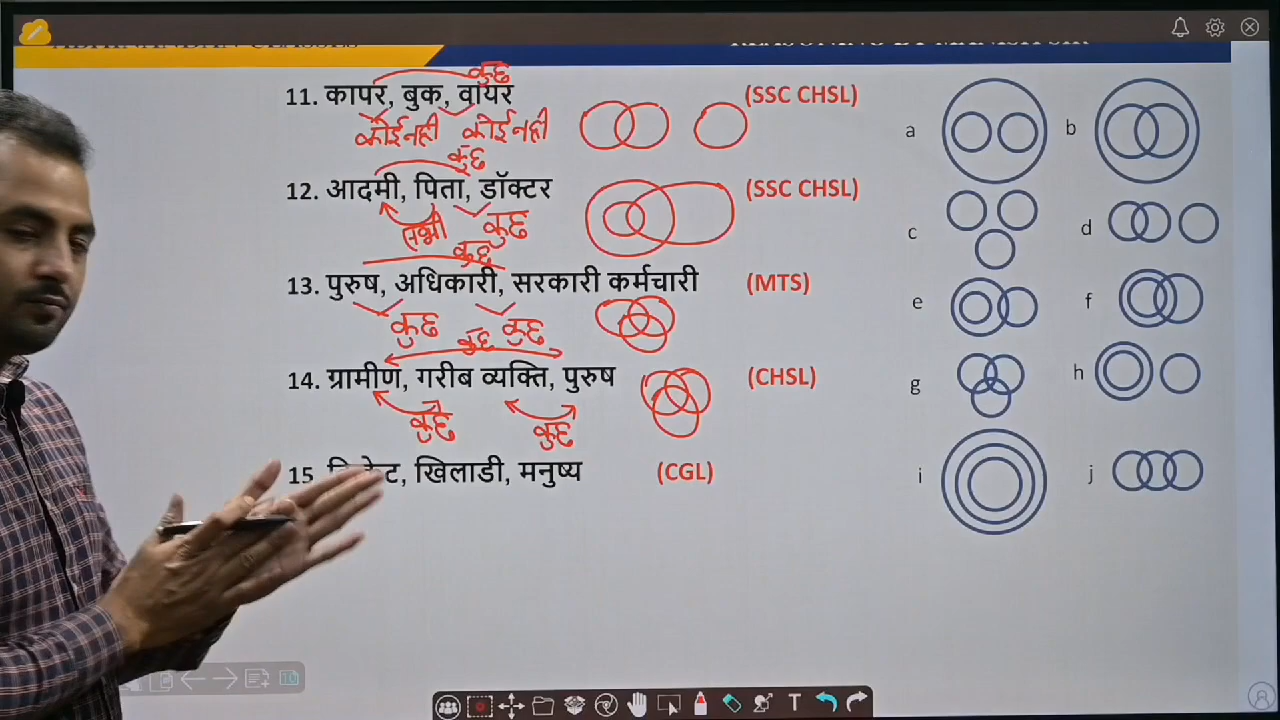 11. कापर, बुक, वायर (SSC CHSL)
कुछ
कोई नही कोई नही
12. आदमी, पिता, डॉक्टर (SSC CHSL)
कुछ
सभी कुछ
13. पुरुष, अधिकारी, सरकारी कर्मचारी (MTS)
कुछ
कुछ कुछ
14. ग्रामीण, गरीब व्यक्ति, पुरुष (CHSL)
कुछ
कुछ कुछ
15 खिलाडी, मनुष्य (CGL)
a b
c d
e f
g h
i j
T